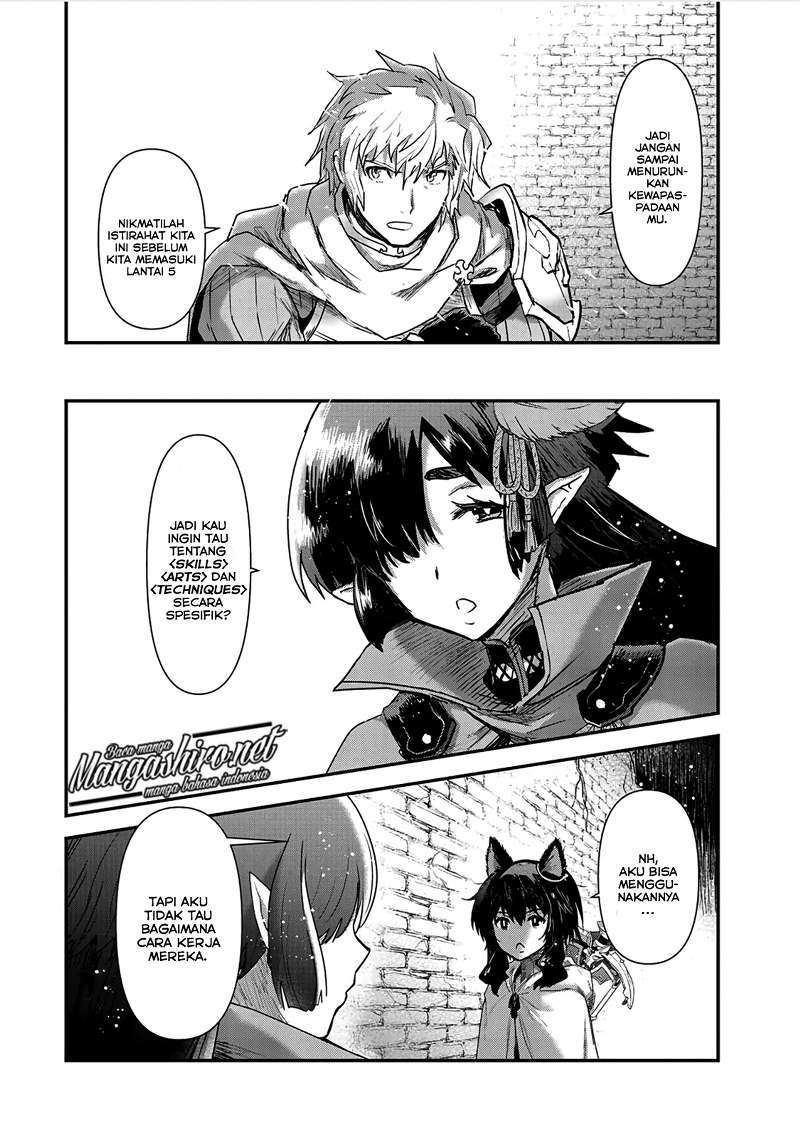 JADI
JANGAN
SAMPAI
MENURUN-
KAN
KEWAPAS-
PADAAN
MU.
NIKMATILAH
ISTIRAHAT KITA
INI SEBELUM
KITA MEMASUKI
LANTAI 5
JADI KAU
INGIN TAU
TENTANG
<SKILLS>
<ARTS> DAN
<TECHNIQUES>
SECARA
SPESIFIK?
Baca manga
Mangashiro.net
manga bahasa indonesia
NH,
AKU BISA
MENGGU-
NAKANNYA
...
TAPI AKU
TIDAK TAU
BAGAIMANA
CARA KERJA
MEREKA.